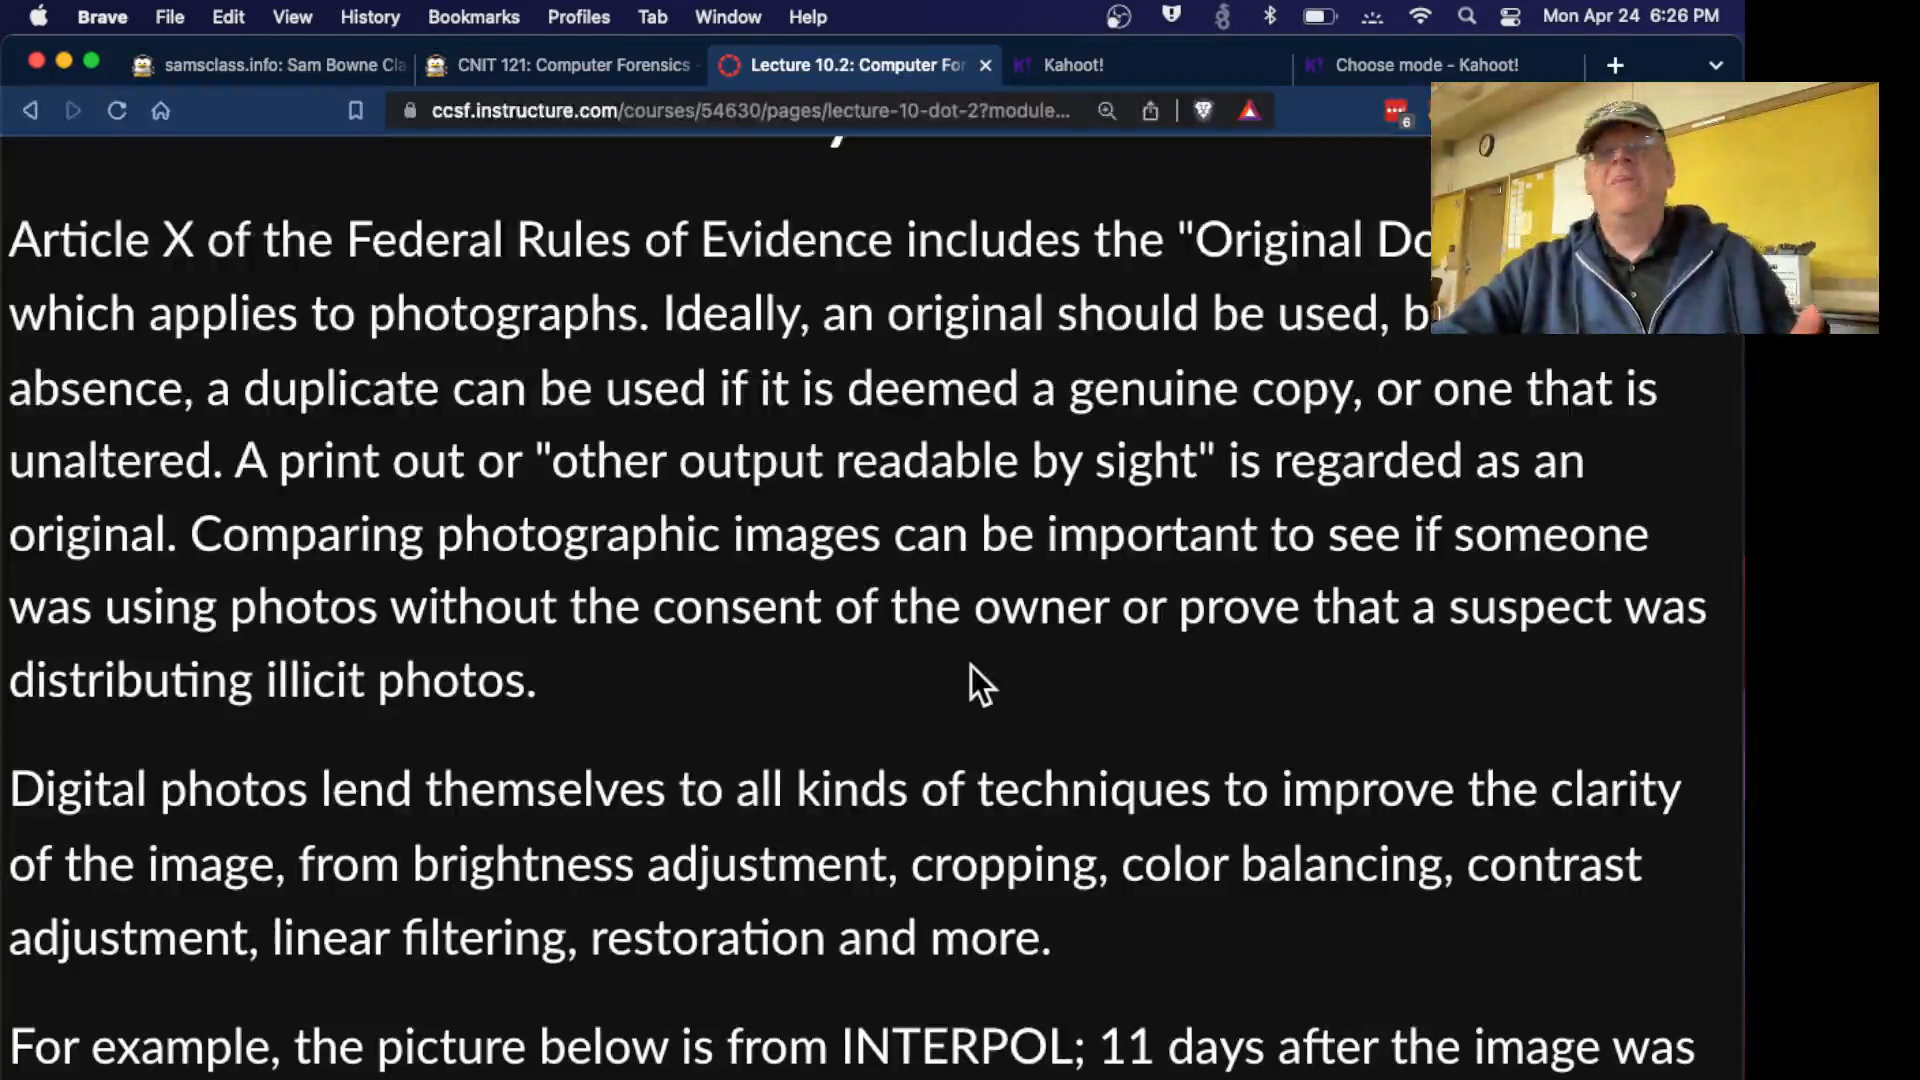 Brave File Edit View History Bookmarks Profiles Tab Window Help Mon Apr 24 6:26 PM
samsclass.info: Sam Bowne Cla CNIT 121: Computer Forensics Lecture 10.2: Computer For Kahoot! Choose mode - Kahoot!
ccsf.instructure.com/courses/54630/pages/lecture-10-dot-2?module... 6
Article X of the Federal Rules of Evidence includes the "Original
which applies to photographs. Ideally, an original should be used,
absence, a duplicate can be used if it is deemed a genuine copy, or one that is
unaltered. A print out or "other output readable by sight" is regarded as an
original. Comparing photographic images can be important to see if someone
was using photos without the consent of the owner or prove that a suspect was
distributing illicit photos.
Digital photos lend themselves to all kinds of techniques to improve the clarity
of the image, from brightness adjustment, cropping, color balancing, contrast
adjustment, linear filtering, restoration and more.
For example, the picture below is from INTERPOL; 11 days after the image was